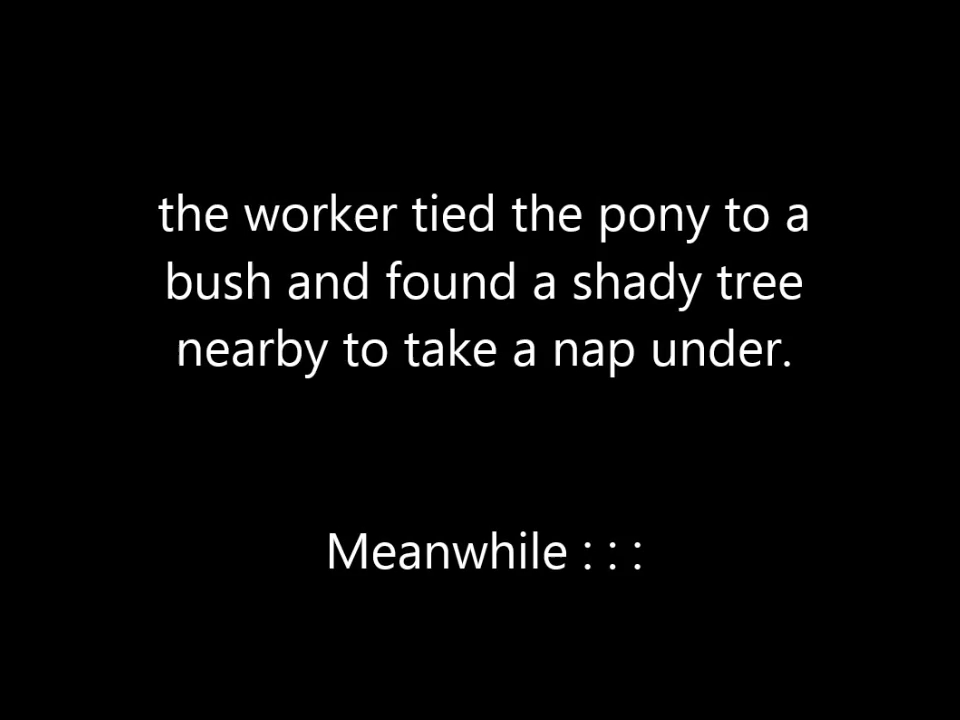 the worker tied the pony to a
bush and found a shady tree
nearby to take a nap under.
Meanwhile : : :